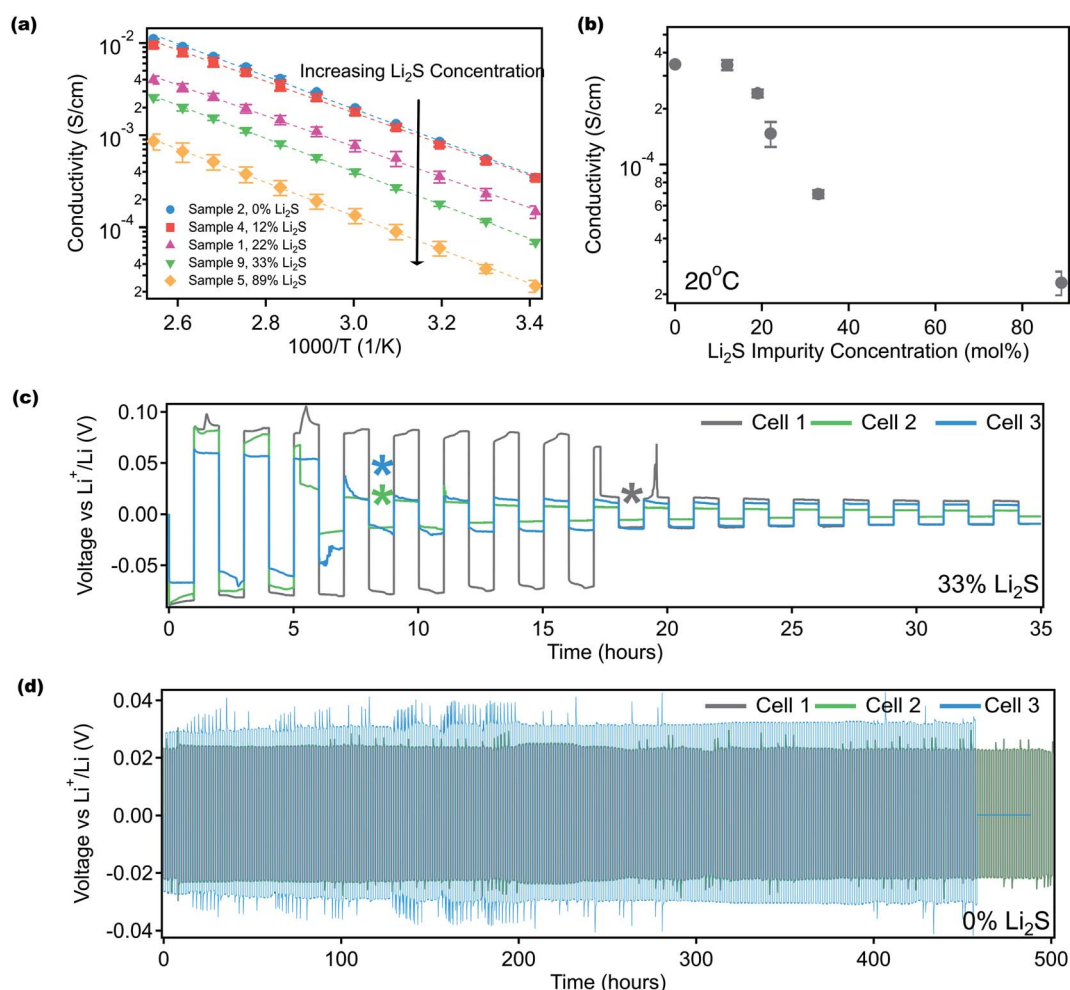 (a)
Conductivity (S/cm)
10⁻²
6
4
2
10⁻³
6
4
2
10⁻⁴
6
4
2
Increasing Li₂S Concentration
Sample 2, 0% Li₂S
Sample 4, 12% Li₂S
Sample 1, 22% Li₂S
Sample 9, 33% Li₂S
Sample 5, 89% Li₂S
2.6 2.8 3.0 3.2 3.4
1000/T (1/K)
(b)
Conductivity (S/cm)
4
2
10⁻⁴
8
6
4
2
20°C
0 20 40 60 80
Li₂S Impurity Concentration (mol%)
(c)
Voltage vs Li⁺/Li (V)
0.10
0.05
0.00
-0.05
Cell 1 Cell 2 Cell 3
*
*
*
33% Li₂S
0 5 10 15 20 25 30 35
Time (hours)
(d)
Voltage vs Li⁺/Li (V)
0.04
0.02
0.00
-0.02
-0.04
Cell 1 Cell 2 Cell 3
0% Li₂S
0 100 200 300 400 500
Time (hours)